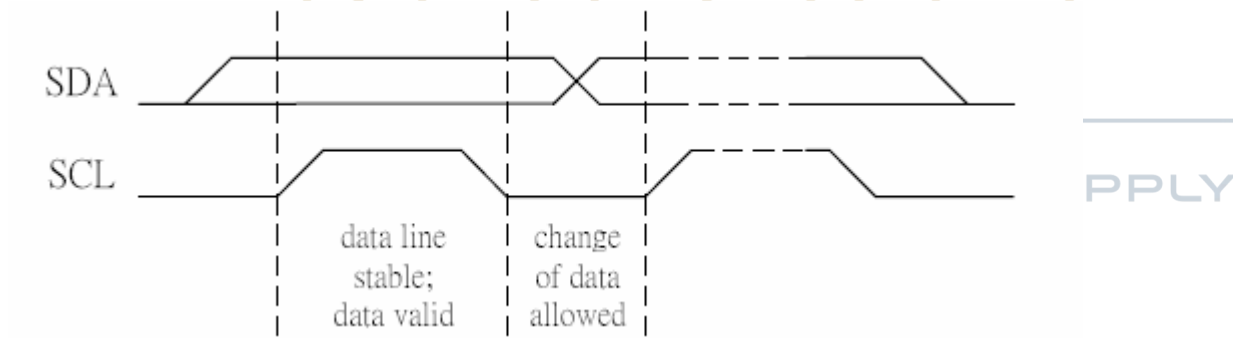 SDA
SCL
data line
stable;
data valid
change
of data
allowed
PPLY